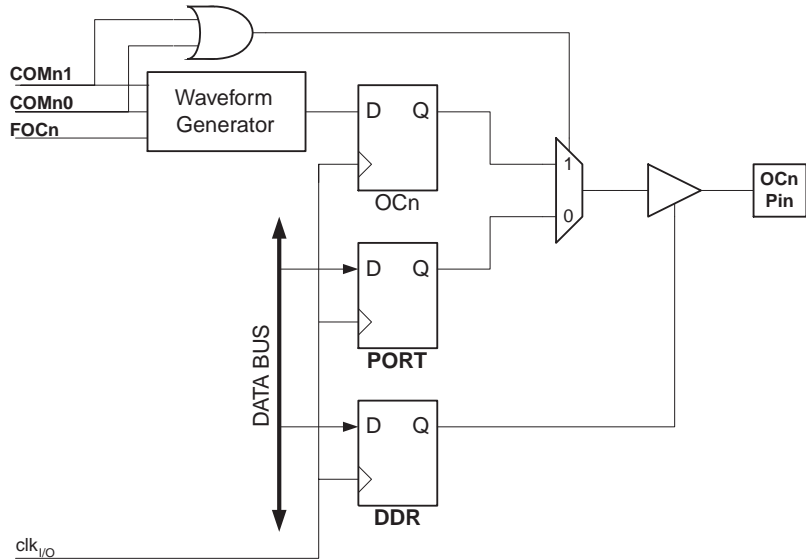 COMn1
COMn0
FOCn
Waveform
Generator
D Q
OCn
1
0
OCn
Pin
D Q
PORT
DATA BUS
D Q
DDR
clkI/O